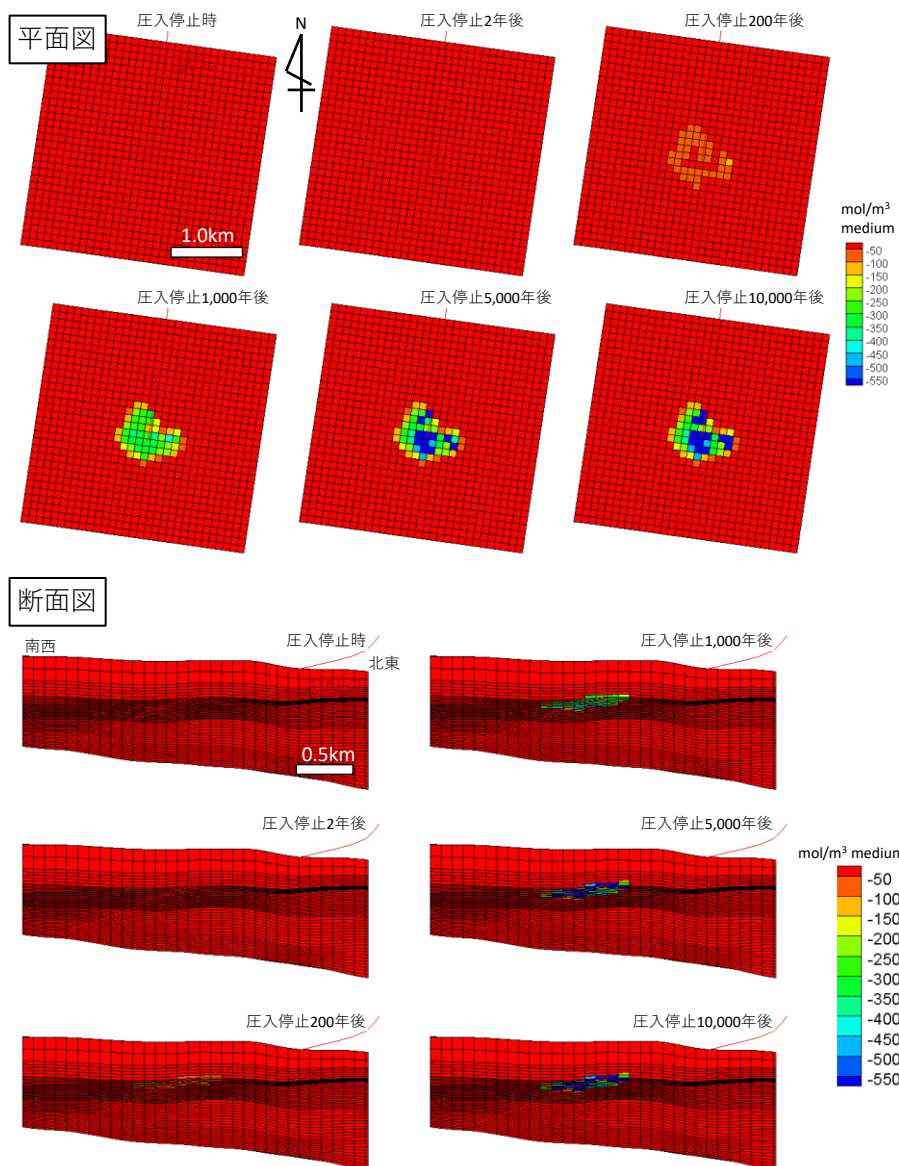 平面図
圧入停止時
N
圧入停止2年後
圧入停止200年後
1.0km
mol/m³
medium
-50
-100
-150
-200
-250
-300
-350
-400
-450
-500
-550
圧入停止1,000年後
圧入停止5,000年後
圧入停止10,000年後
断面図
南西
圧入停止時
北東
0.5km
圧入停止1,000年後
圧入停止2年後
圧入停止5,000年後
mol/m³ medium
-50
-100
-150
-200
-250
-300
-350
-400
-450
-500
-550
圧入停止200年後
圧入停止10,000年後